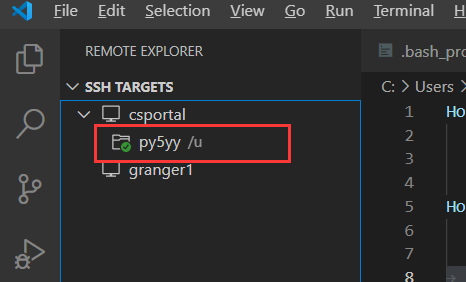 File Edit Selection View Go Run Terminal H
REMOTE EXPLORER
.bash_pro
SSH TARGETS
C: > Users >
csportal
1 Ho
py5yy /u
2
3
granger1
4
5 Ho
6
7
8